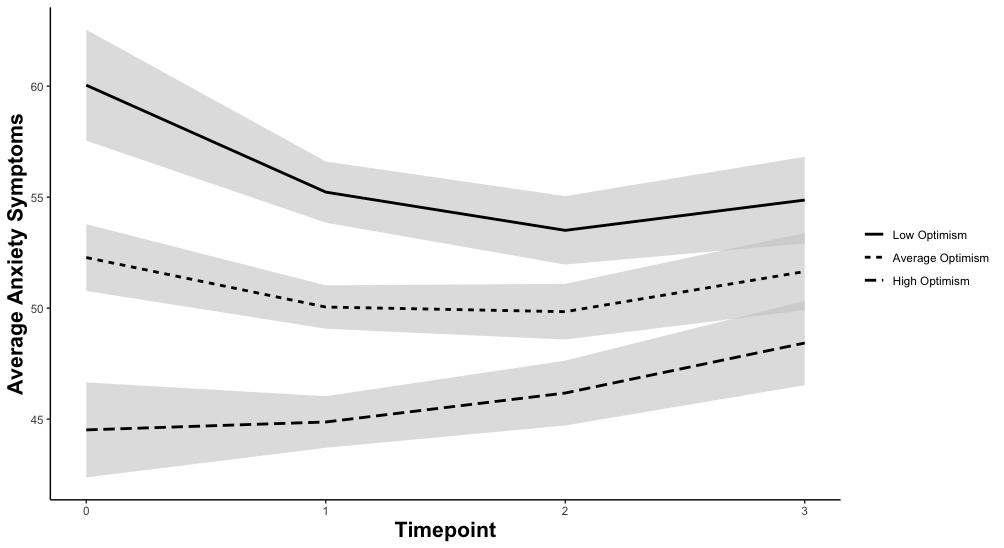 Average Anxiety Symptoms
60
55
50
45
0
1
2
3
Timepoint
Low Optimism
Average Optimism
High Optimism